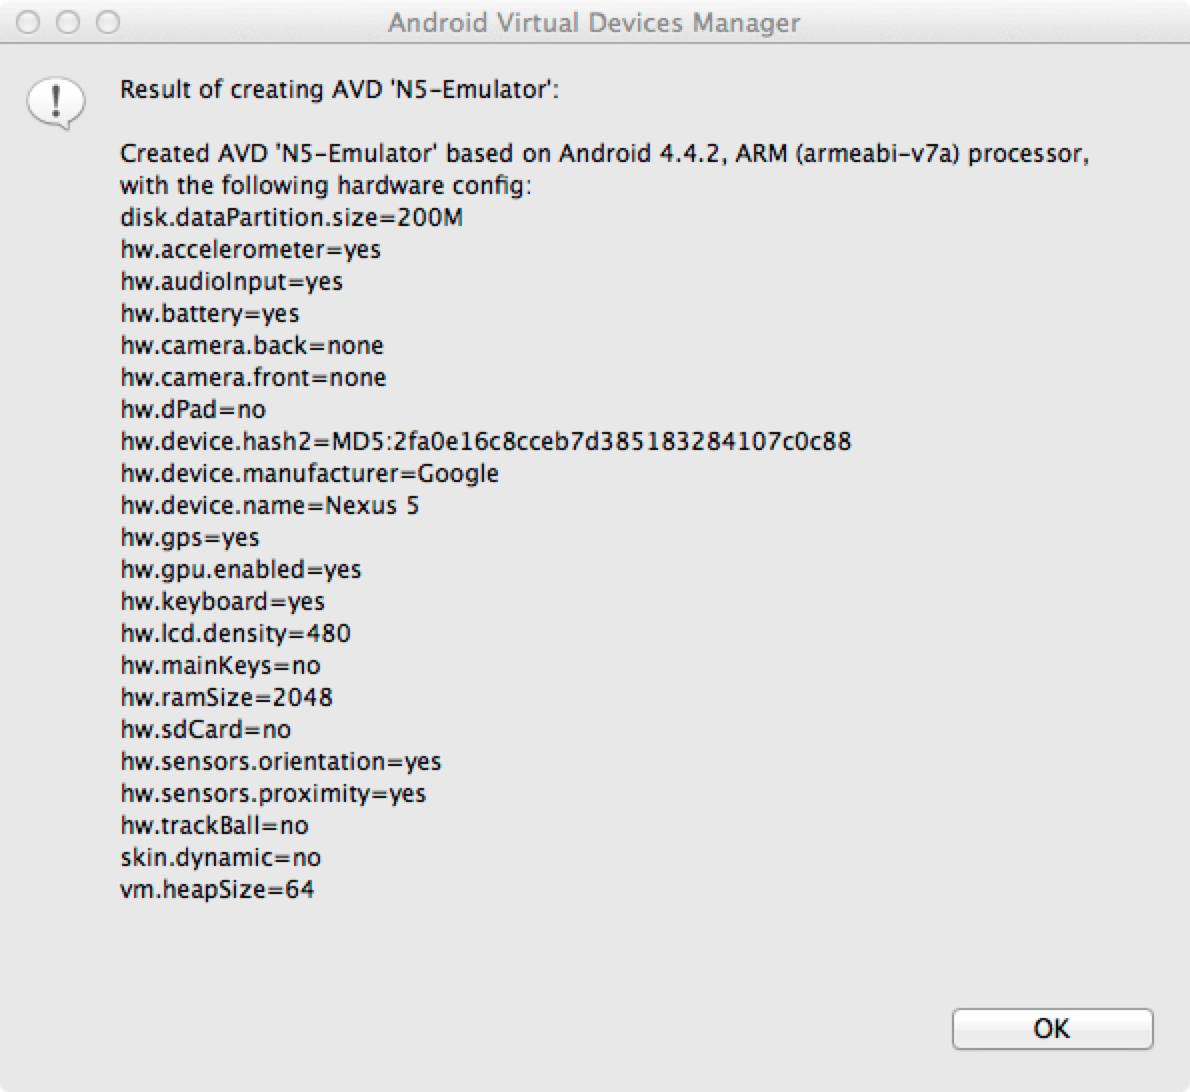 Android Virtual Devices Manager
Result of creating AVD 'N5-Emulator':
Created AVD 'N5-Emulator' based on Android 4.4.2, ARM (armeabi-v7a) processor,
with the following hardware config:
disk.dataPartition.size=200M
hw.accelerometer=yes
hw.audioInput=yes
hw.battery=yes
hw.camera.back=none
hw.camera.front=none
hw.dPad=no
hw.device.hash2=MD5:2fa0e16c8cceb7d385183284107c0c88
hw.device.manufacturer=Google
hw.device.name=Nexus 5
hw.gps=yes
hw.gpu.enabled=yes
hw.keyboard=yes
hw.lcd.density=480
hw.mainKeys=no
hw.ramSize=2048
hw.sdCard=no
hw.sensors.orientation=yes
hw.sensors.proximity=yes
hw.trackBall=no
skin.dynamic=no
vm.heapSize=64
OK